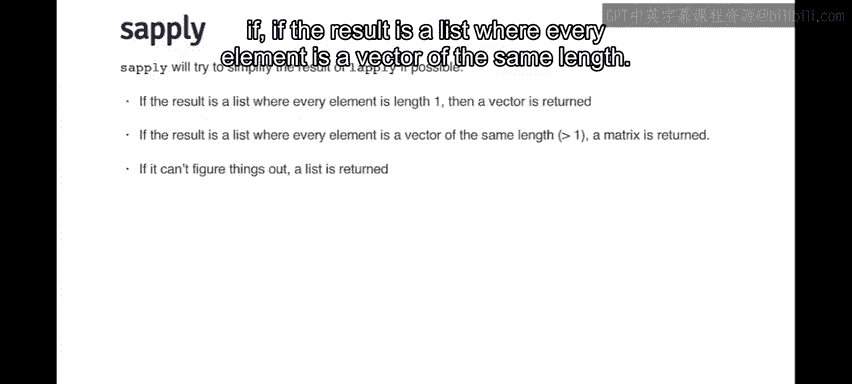 GPT中英字幕课程资源@bilibili.com
sapply
if, if the result is a list where every
element is a vector of the same length.
sapply will try to simplify the result of lapply if possible.
· If the result is a list where every element is length 1, then a vector is returned
· If the result is a list where every element is a vector of the same length (> 1), a matrix is returned.
· If it can't figure things out, a list is returned